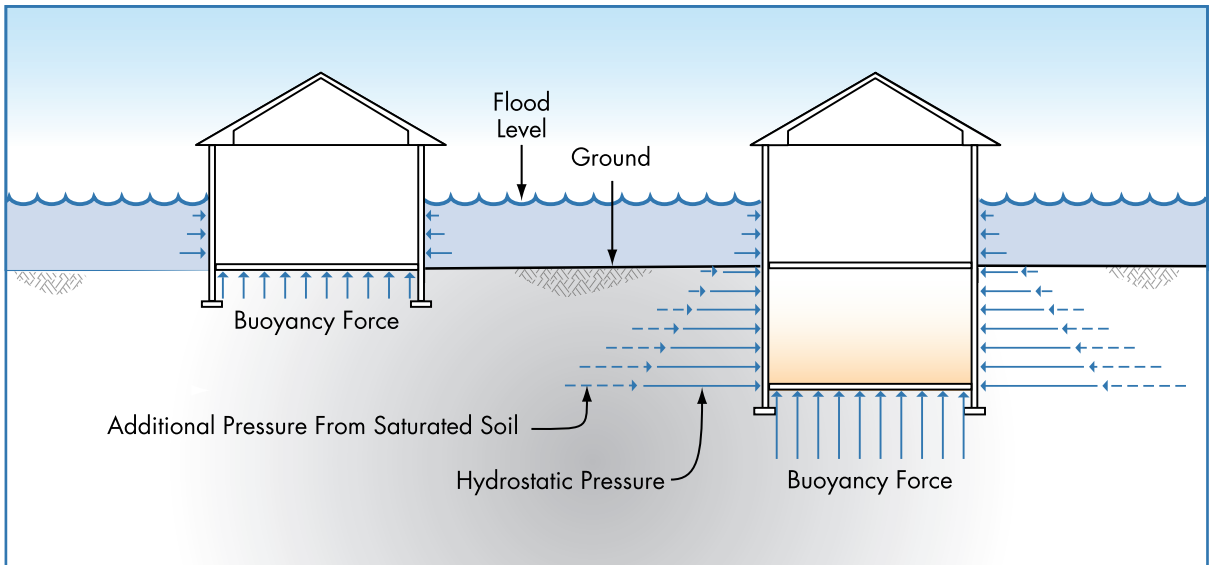 Flood
Level
Ground
Buoyancy Force
Additional Pressure From Saturated Soil
Hydrostatic Pressure
Buoyancy Force